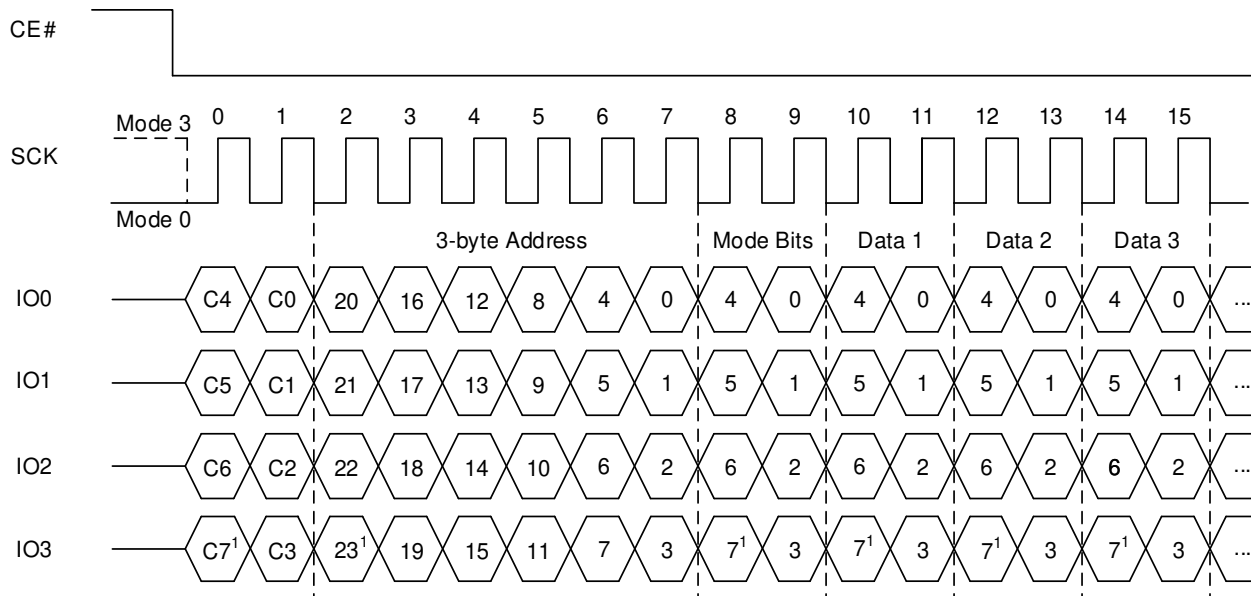 CE#
Mode 3 0 1 2 3 4 5 6 7 8 9 10 11 12 13 14 15
SCK
Mode 0
3-byte Address Mode Bits Data 1 Data 2 Data 3
IO0 C4 C0 20 16 12 8 4 0 4 0 4 0 4 0 4 0 ...
IO1 C5 C1 21 17 13 9 5 1 5 1 5 1 5 1 5 1 ...
IO2 C6 C2 22 18 14 10 6 2 6 2 6 2 6 2 6 2 ...
IO3 C7¹ C3 23¹ 19 15 11 7 3 7¹ 3 7¹ 3 7¹ 3 7¹ 3 ...